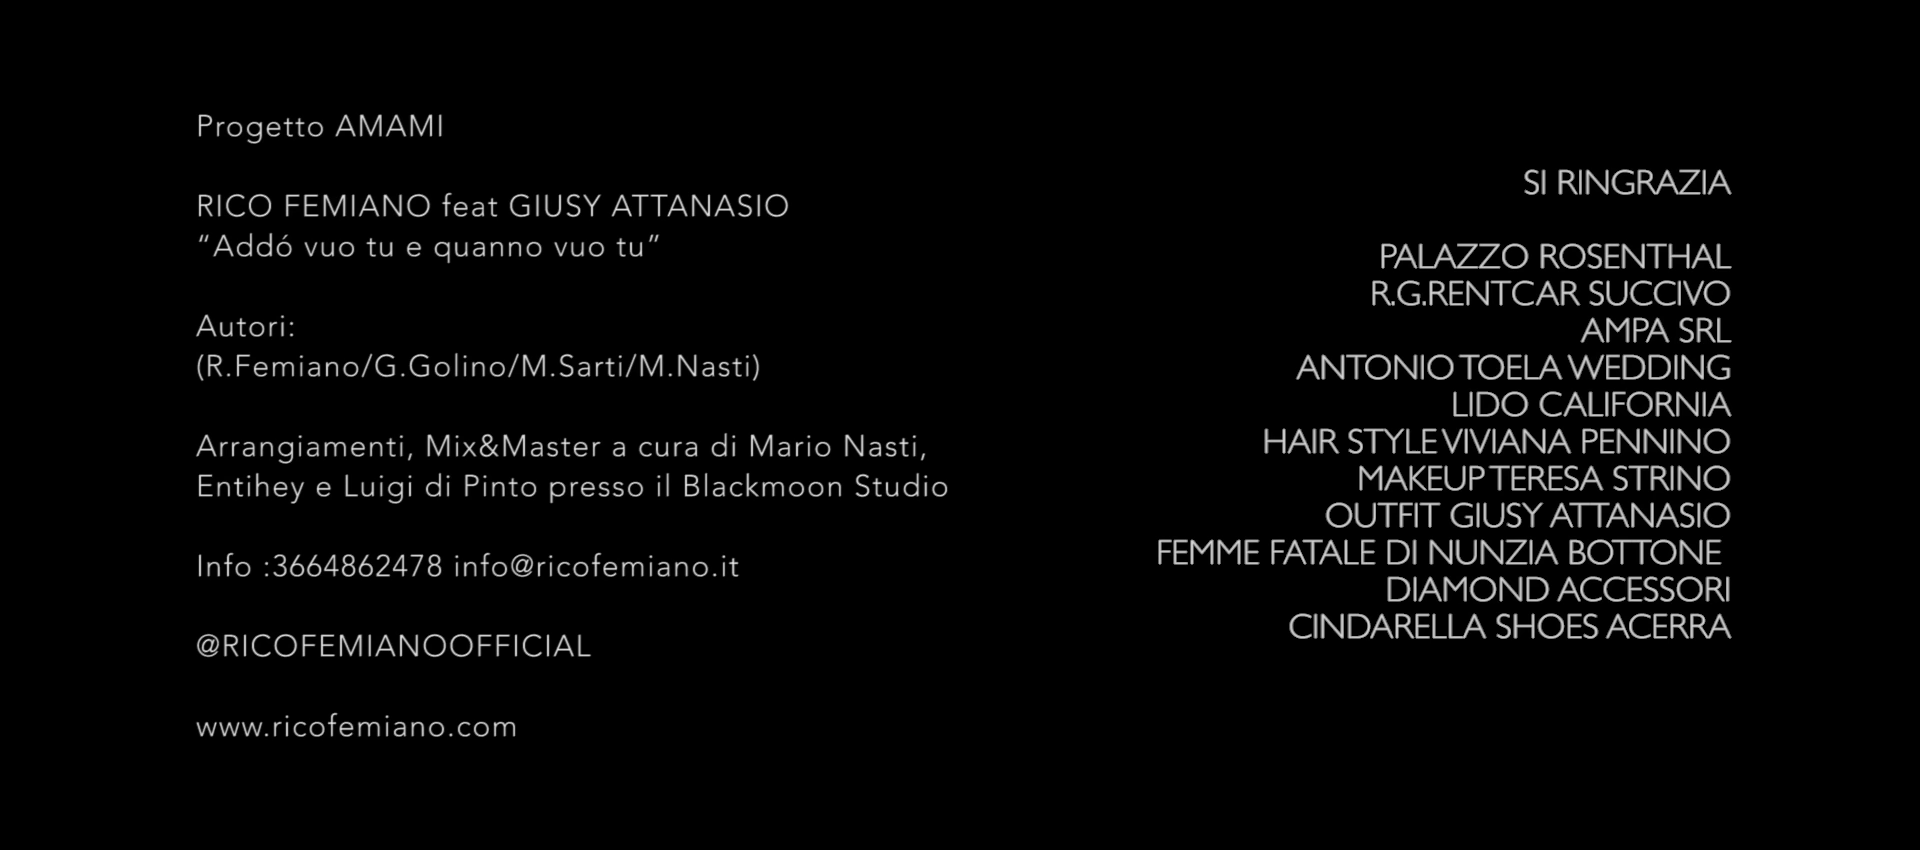 Progetto AMAMI
RICO FEMIANO feat GIUSY ATTANASIO
“Addó vuo tu e quanno vuo tu”
Autori:
(R.Femiano/G.Golino/M.Sarti/M.Nasti)
Arrangiamenti, Mix&Master a cura di Mario Nasti,
Entihey e Luigi di Pinto presso il Blackmoon Studio
Info :3664862478 info@ricofemiano.it
@RICOFEMIANOOFFICIAL
www.ricofemiano.com
SI RINGRAZIA
PALAZZO ROSENTHAL
R.G.RENTCAR SUCCIVO
AMPA SRL
ANTONIO TOELA WEDDING
LIDO CALIFORNIA
HAIR STYLE VIVIANA PENNINO
MAKEUP TERESA STRINO
OUTFIT GIUSY ATTANASIO
FEMME FATALE DI NUNZIA BOTTONE
DIAMOND ACCESSORI
CINDARELLA SHOES ACERRA